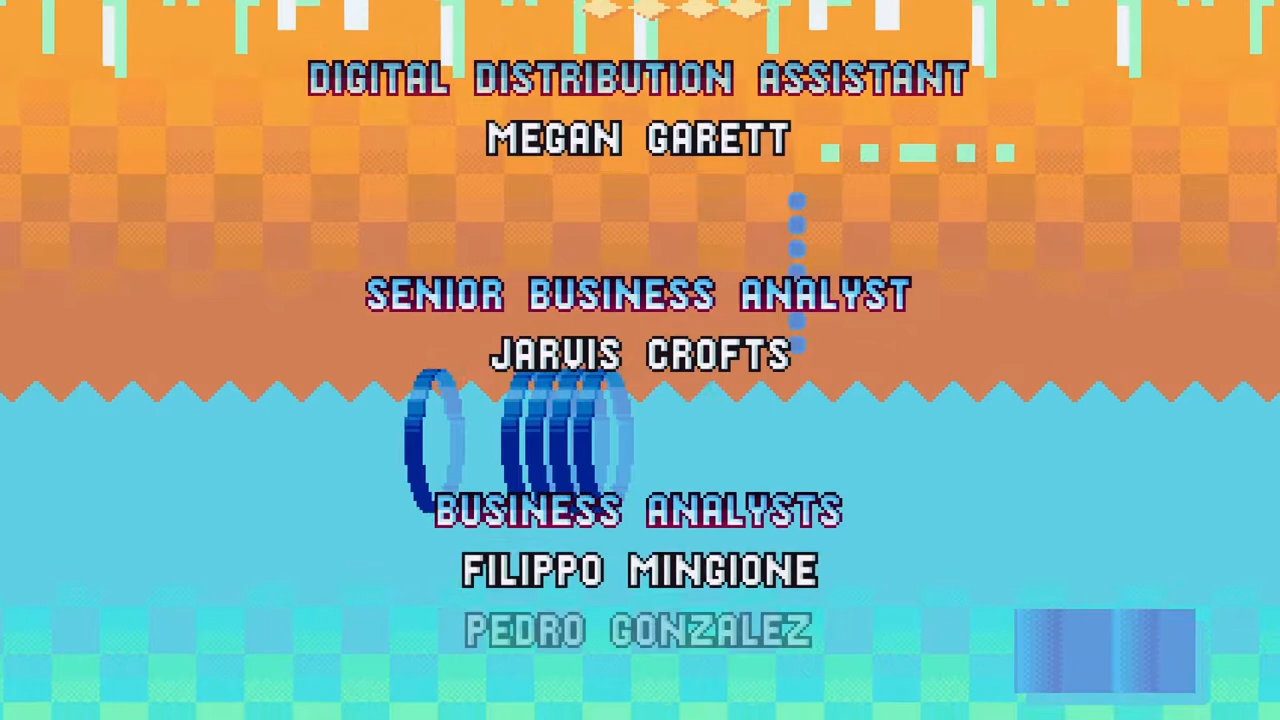 DIGITAL DISTRIBUTION ASSISTANT
MEGAN GARETT
SENIOR BUSINESS ANALYST
JARVIS CROFTS
BUSINESS ANALYSTS
FILIPPO MINGIONE
PEDRO GONZALEZ